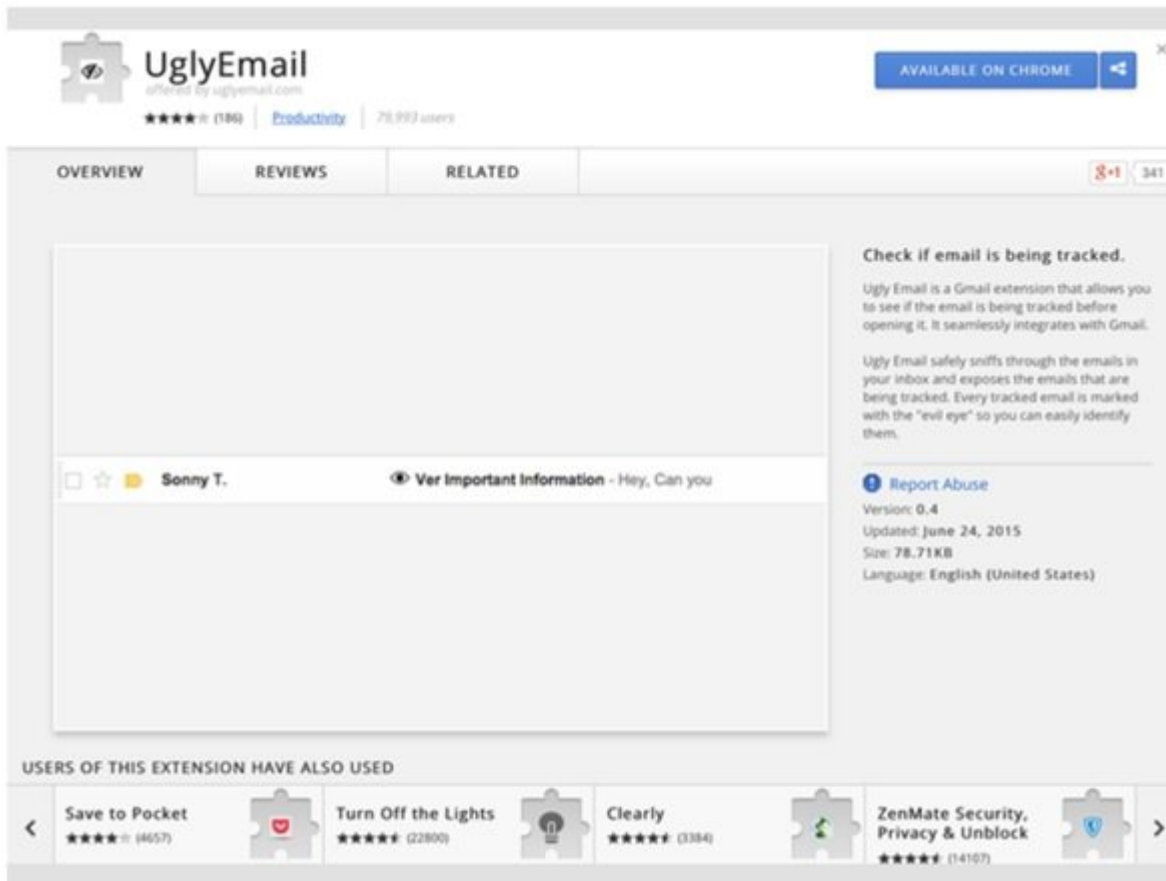 UglyEmail
offered by uglyemail.com
AVAILABLE ON CHROME
(186) Productivity 79,993 users
OVERVIEW REVIEWS RELATED
g+1 341
Check if email is being tracked.
Ugly Email is a Gmail extension that allows you
to see if the email is being tracked before
opening it. It seamlessly integrates with Gmail.
Ugly Email safely sniffs through the emails in
your inbox and exposes the emails that are
being tracked. Every tracked email is marked
with the "evil eye" so you can easily identify
them.
Sonny T. Ver Important Information - Hey, Can you
Report Abuse
Version: 0.4
Updated: June 24, 2015
Size: 78.71KB
Language: English (United States)
USERS OF THIS EXTENSION HAVE ALSO USED
Save to Pocket
(4657)
Turn Off the Lights
(22800)
Clearly
(3384)
ZenMate Security,
Privacy & Unblock
(14107)